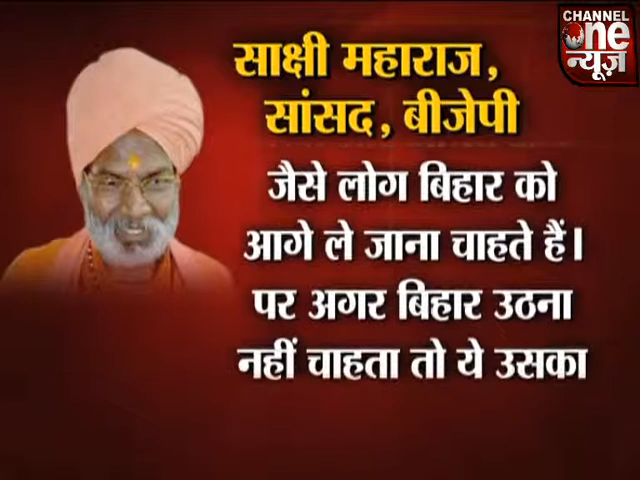 CHANNEL
one
न्यूज़
साक्षी महाराज,
सांसद, बीजेपी
जैसे लोग बिहार को
आगे ले जाना चाहते हैं।
पर अगर बिहार उठना
नहीं चाहता तो ये उसका